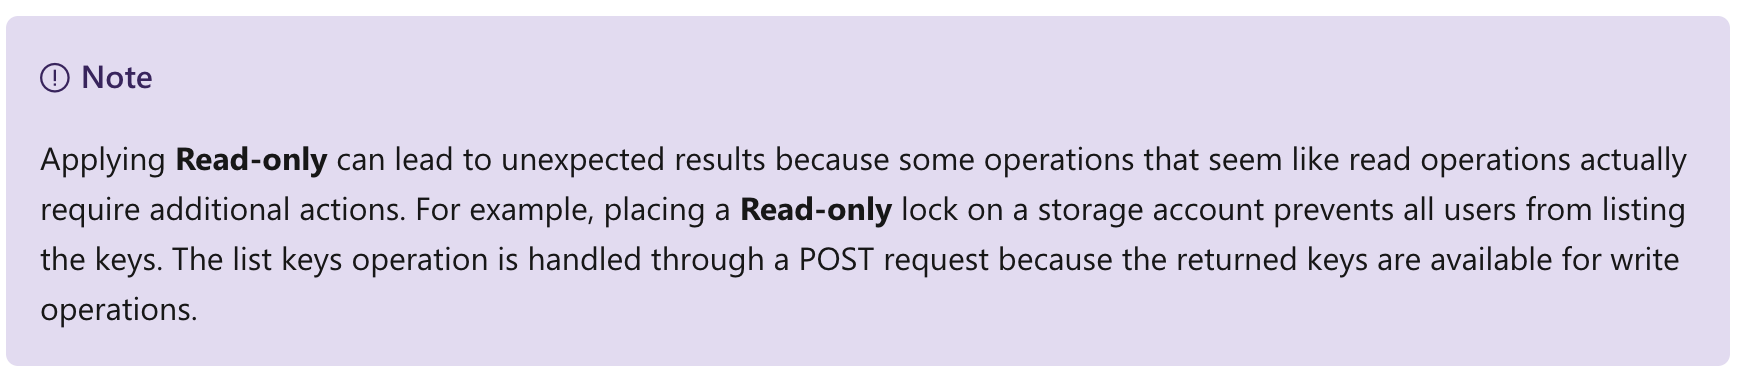 Note
Applying Read-only can lead to unexpected results because some operations that seem like read operations actually
require additional actions. For example, placing a Read-only lock on a storage account prevents all users from listing
the keys. The list keys operation is handled through a POST request because the returned keys are available for write
operations.